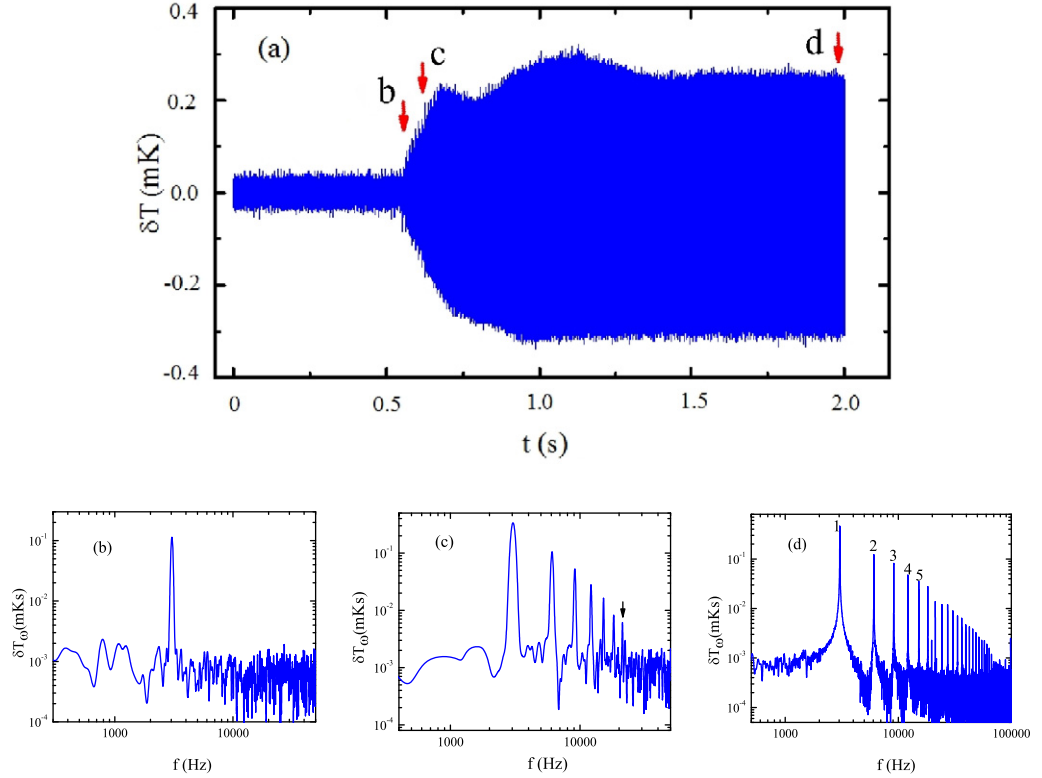 0.4
(a)
d
c
b
0.2
0.0
-0.2
-0.4
δT (mK)
0 0.5 1.0 1.5 2.0
t (s)
(b)
10⁻¹
10⁻²
10⁻³
10⁻⁴
δT_ω(mKs)
1000 10000
f (Hz)
(c)
10⁻¹
10⁻²
10⁻³
10⁻⁴
δT_ω(mKs)
1000 10000
f (Hz)
(d)
1
2
3
4
5
10⁻¹
10⁻²
10⁻³
10⁻⁴
δT_ω(mKs)
1000 10000 100000
f (Hz)